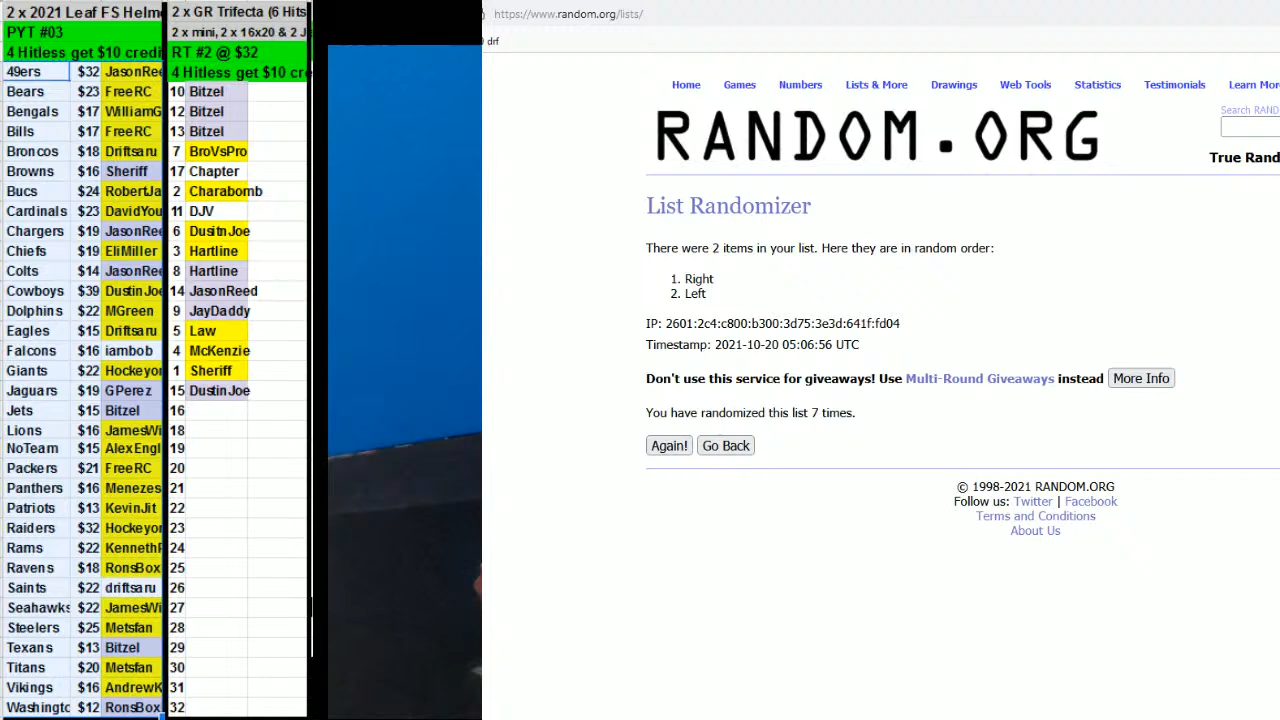 2 x 2021 Leaf FS Helme
PYT #03
4 Hitless get $10 credi
49ers $32 JasonRee
Bears $23 FreeRC
Bengals $17 WilliamG
Bills $17 FreeRC
Broncos $18 Driftsaru
Browns $16 Sheriff
Bucs $24 RobertJa
Cardinals $23 DavidYou
Chargers $19 JasonRee
Chiefs $19 EliMiller
Colts $14 JasonRee
Cowboys $39 DustinJoe
Dolphins $22 MGreen
Eagles $15 Driftsaru
Falcons $16 iambob
Giants $22 Hockeyor
Jaguars $19 GPerez
Jets $15 Bitzel
Lions $16 JamesWi
NoTeam $15 AlexEngl
Packers $21 FreeRC
Panthers $16 Menezes
Patriots $13 KevinJit
Raiders $32 Hockeyor
Rams $22 KennethP
Ravens $18 RonsBox
Saints $22 driftsaru
Seahawks $22 JamesWi
Steelers $25 Metsfan
Texans $13 Bitzel
Titans $20 Metsfan
Vikings $16 AndrewK
Washingtc $12 RonsBox
2 x GR Trifecta (6 Hits
2 x mini, 2 x 16x20 & 2 J
RT #2 @ $32
4 Hitless get $10 cre
10 Bitzel
12 Bitzel
13 Bitzel
7 BroVsPro
17 Chapter
2 Charabomb
11 DJV
6 DusitnJoe
3 Hartline
8 Hartline
14 JasonReed
9 JayDaddy
5 Law
4 McKenzie
1 Sheriff
15 DustinJoe
16
18
19
20
21
22
23
24
25
26
27
28
29
30
31
32
https://www.random.org/lists/
drf
Home Games Numbers Lists & More Drawings Web Tools Statistics Testimonials Learn Mor
Search RAND
RANDOM.ORG
True Rand
List Randomizer
There were 2 items in your list. Here they are in random order:
1. Right
2. Left
IP: 2601:2c4:c800:b300:3d75:3e3d:641f:fd04
Timestamp: 2021-10-20 05:06:56 UTC
Don't use this service for giveaways! Use Multi-Round Giveaways instead More Info
You have randomized this list 7 times.
Again! Go Back
© 1998-2021 RANDOM.ORG
Follow us: Twitter | Facebook
Terms and Conditions
About Us